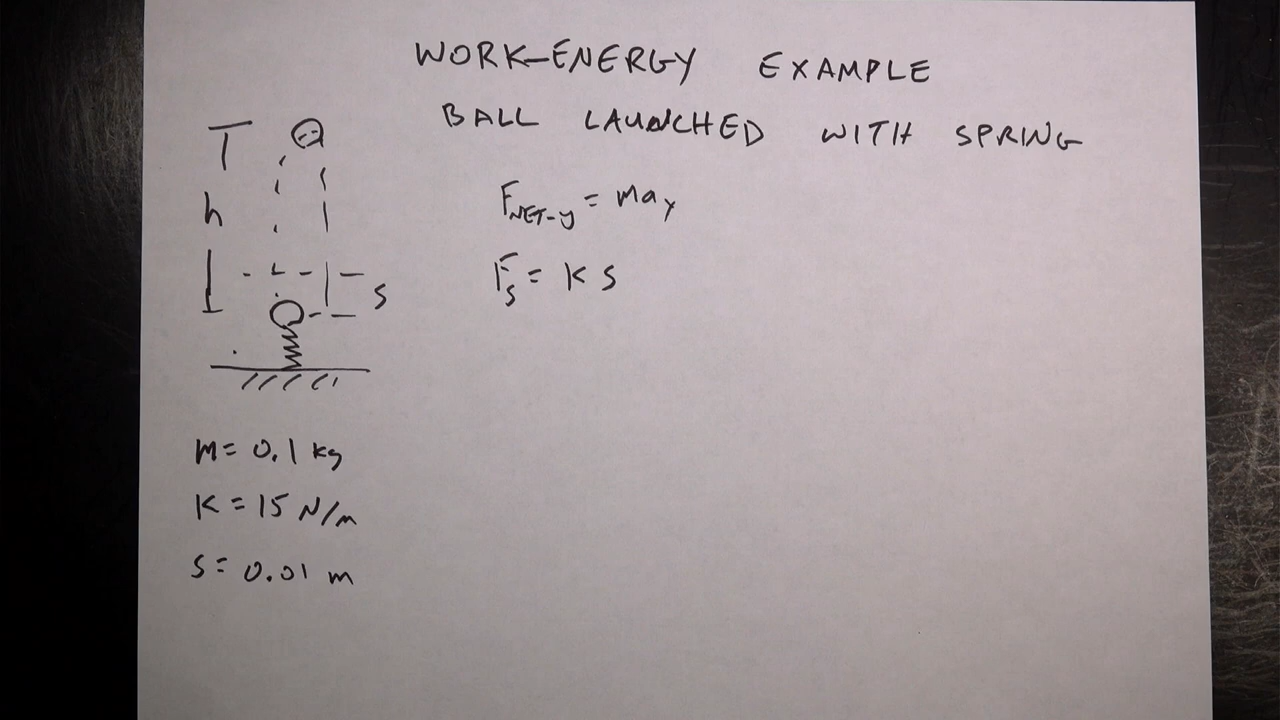 WORK-ENERGY EXAMPLE
BALL LAUNCHED WITH SPRING
h
s
F_NET-y = ma_y
F_s = K s
m = 0.1 kg
K = 15 N/m
s = 0.01 m